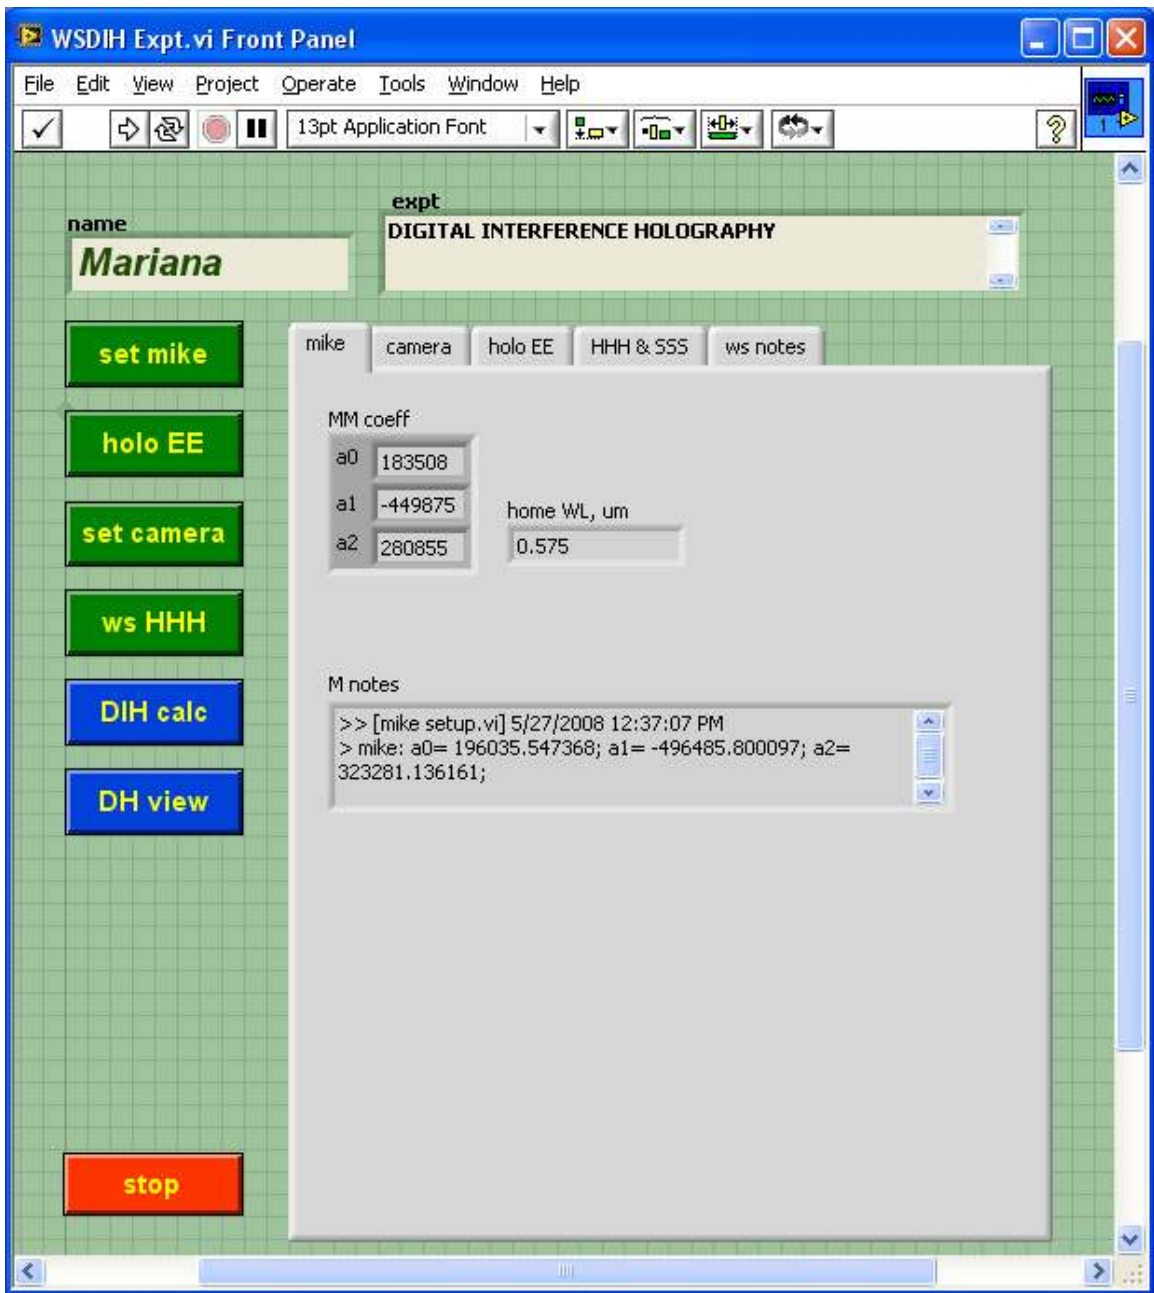 WSDIH Expt.vi Front Panel
File Edit View Project Operate Tools Window Help
13pt Application Font
1
name
Mariana
expt
DIGITAL INTERFERENCE HOLOGRAPHY
set mike
holo EE
set camera
ws HHH
DIH calc
DH view
stop
mike camera holo EE HHH & SSS ws notes
MM coeff
a0 183508
a1 -449875
a2 280855
home WL, um
0.575
M notes
>> [mike setup.vi] 5/27/2008 12:37:07 PM
> mike: a0= 196035.547368; a1= -496485.800097; a2=
323281.136161;